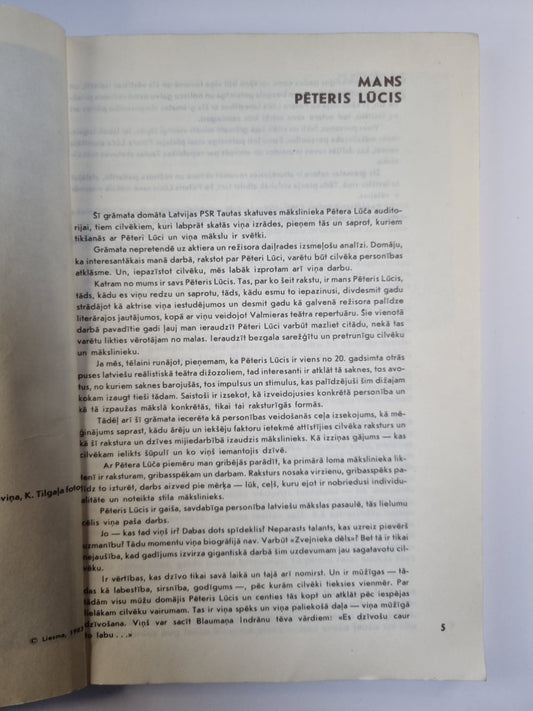 MANS
PĒTERIS LŪCIS
Šī grāmata domāta Latvijas PSR Tautas skatuves mākslinieka Pētera Lūča audito-
rijai, tiem cilvēkiem, kuri labprāt skatās viņa izrādes, pieņem tās un saprot, kuriem
tikšanās ar Pēteri Lūci un viņa mākslu ir svētki.
Grāmata nepretendē uz aktiera un režisora daiļrades izsmeļošu analīzi. Domāju,
ka interesantākais manā darbā, rakstot par Pēteri Lūci, varētu būt cilvēka personības
atklāsme. Un, iepazīstot cilvēku, mēs labāk izprotam arī viņa darbu.
Katram no mums ir savs Pēteris Lūcis. Tas, par ko šeit rakstu, ir mans Pēteris Lūcis,
tāds, kādu es viņu redzu un saprotu, tāds, kādu esmu to iepazinusi, divdesmit gadu
strādājot kā aktrise viņa iestudējumos un desmit gadu kā galvenā režisora palīdze
literārajos jautājumos, kopā ar viņu veidojot Valmieras teātra repertuāru. Šie vienotā
darbā pavadītie gadi ļauj man ieraudzīt Pēteri Lūci varbūt mazliet citādu, nekā tas
varētu likties vērotājam no malas. Ieraudzīt bezgala sarežģītu un pretrunīgu cilvēku
un mākslinieku.
Ja mēs, tēlaini runājot, pieņemam, ka Pēteris Lūcis ir viens no 20. gadsimta otrās
puses latviešu reālistiskā teātra dižozoliem, tad interesanti ir atklāt tā saknes, tos avo-
tus, no kuriem saknes barojušās, tos impulsus un stimulus, kas palīdzējuši šim dižajam
kokam izaugt tieši tādam. Saistoši ir izsekot, kā izveidojusies konkrētā personība un
kā tā izpaužas mākslā konkrētās, tikai tai raksturīgās formās.
Tādēļ arī šī grāmata iecerēta kā personības veidošanās ceļa izsekojums, kā mē-
ģinājums saprast, kādu ārēju un iekšēju faktoru ietekmē attīstījies cilvēka raksturs un
kā šī rakstura un dzīves mijiedarbībā izaudzis mākslinieks. Kā izzinas gājums — kas
cilvēkam ielikts šūpulī un ko viņš iemantojis dzīvē.
Ar Pētera Lūča piemēru man gribējās parādīt, ka primārā loma mākslinieka lik-
tenī ir raksturam, gribasspēkam un darbam. Raksturs nosaka virzienu, gribasspēks pa-
līdz to izturēt, darbs aizved pie mērķa — lūk, ceļš, kuru ejot ir nobriedusi individu-
alitāte un noteikta stila mākslinieks.
Pēteris Lūcis ir gaiša, savdabīga personība latviešu mākslas pasaulē, tās lielumu
cēlis viņa paša darbs.
Jo — kas tad viņš ir? Dabas dots spīdeklis? Neparasts talants, kas uzreiz pievērš
uzmanību? Tādu momentu viņa biogrāfijā nav. Varbūt «Zvejnieka dēls»? Bet tā ir tikai
nejaušība, kad gadījums izvirza gigantiskā darbā šim uzdevumam jau sagatavotu cil-
vēku.
Ir vērtības, kas dzīvo tikai savā laikā un tajā arī nomirst. Un ir mūžīgas — tā-
das kā labestība, sirsnība, godīgums —, pēc kurām cilvēki tieksies vienmēr. Par
tādām visu mūžu domājis Pēteris Lūcis un centies tās kopt un atklāt pēc iespējas
lielākam cilvēku vairumam. Tas ir viņa spēks un viņa paliekošā daļa — viņa mūžīgā
dzīvošana. Viņš var sacīt Blaumaņa Indrānu tēva vārdiem: «Es dzīvošu caur
to labu...»
5
viņa, K. Tilgaļa foto
© Liesma, 1983